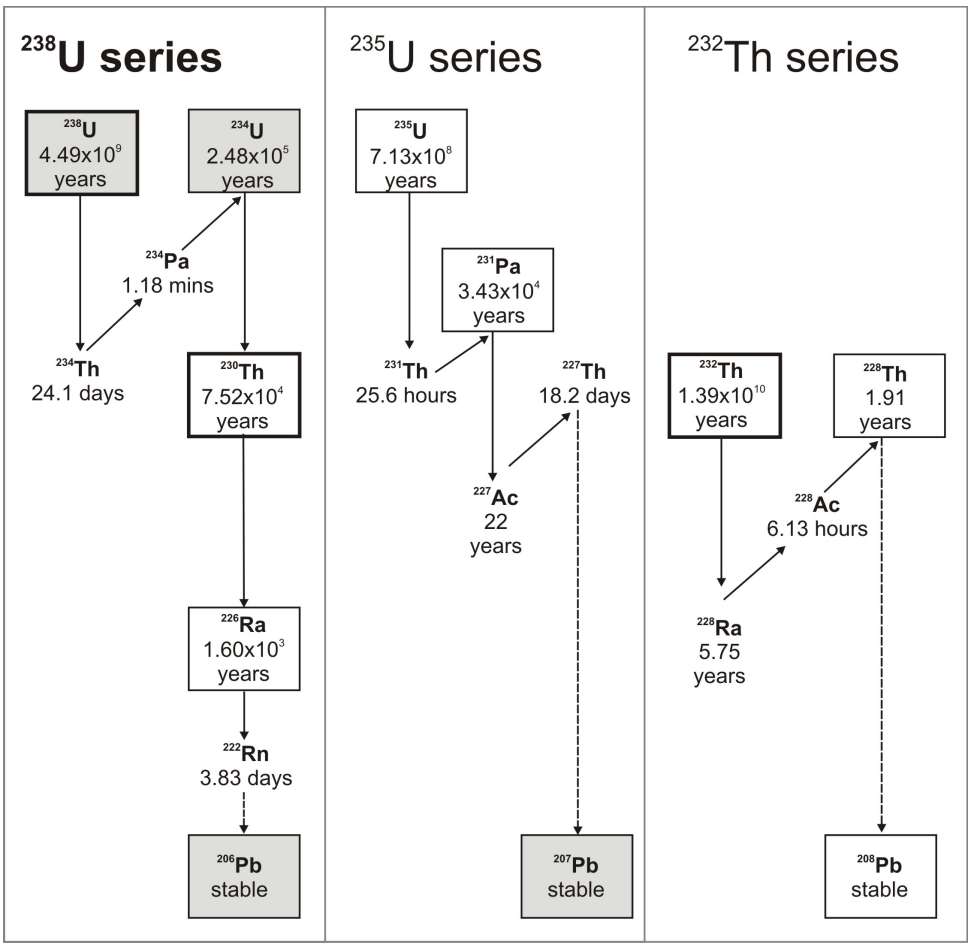 ²³⁸U series
²³⁸U
4.49x10⁹
years
²³⁴U
2.48x10⁵
years
²³⁴Pa
1.18 mins
²³⁴Th
24.1 days
²³⁰Th
7.52x10⁴
years
²²⁶Ra
1.60x10³
years
²²²Rn
3.83 days
²⁰⁶Pb
stable
²³⁵U series
²³⁵U
7.13x10⁸
years
²³¹Pa
3.43x10⁴
years
²³¹Th
25.6 hours
²²⁷Th
18.2 days
²²⁷Ac
22
years
²⁰⁷Pb
stable
²³²Th series
²³²Th
1.39x10¹⁰
years
²²⁸Th
1.91
years
²²⁸Ac
6.13 hours
²²⁸Ra
5.75
years
²⁰⁸Pb
stable